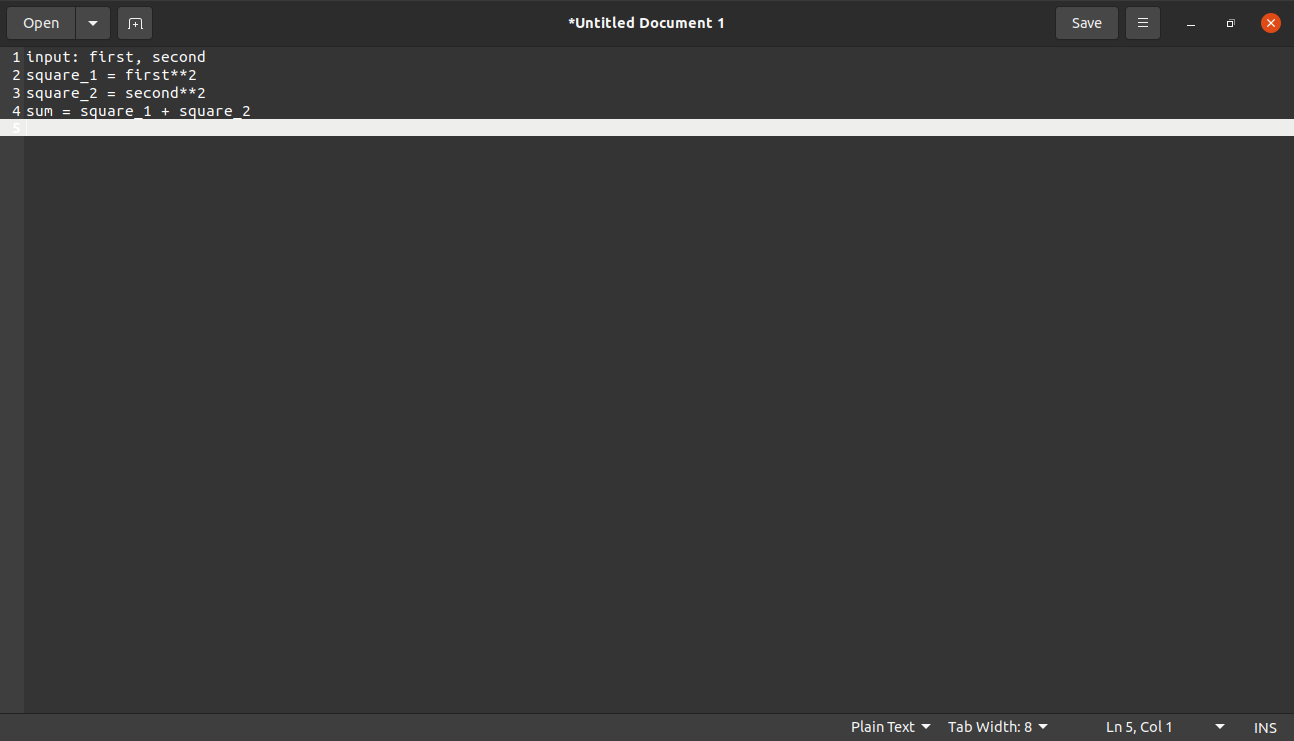 Open
*Untitled Document 1
Save
1 input: first, second
2 square_1 = first**2
3 square_2 = second**2
4 sum = square_1 + square_2
5
Plain Text
Tab Width: 8
Ln 5, Col 1
INS